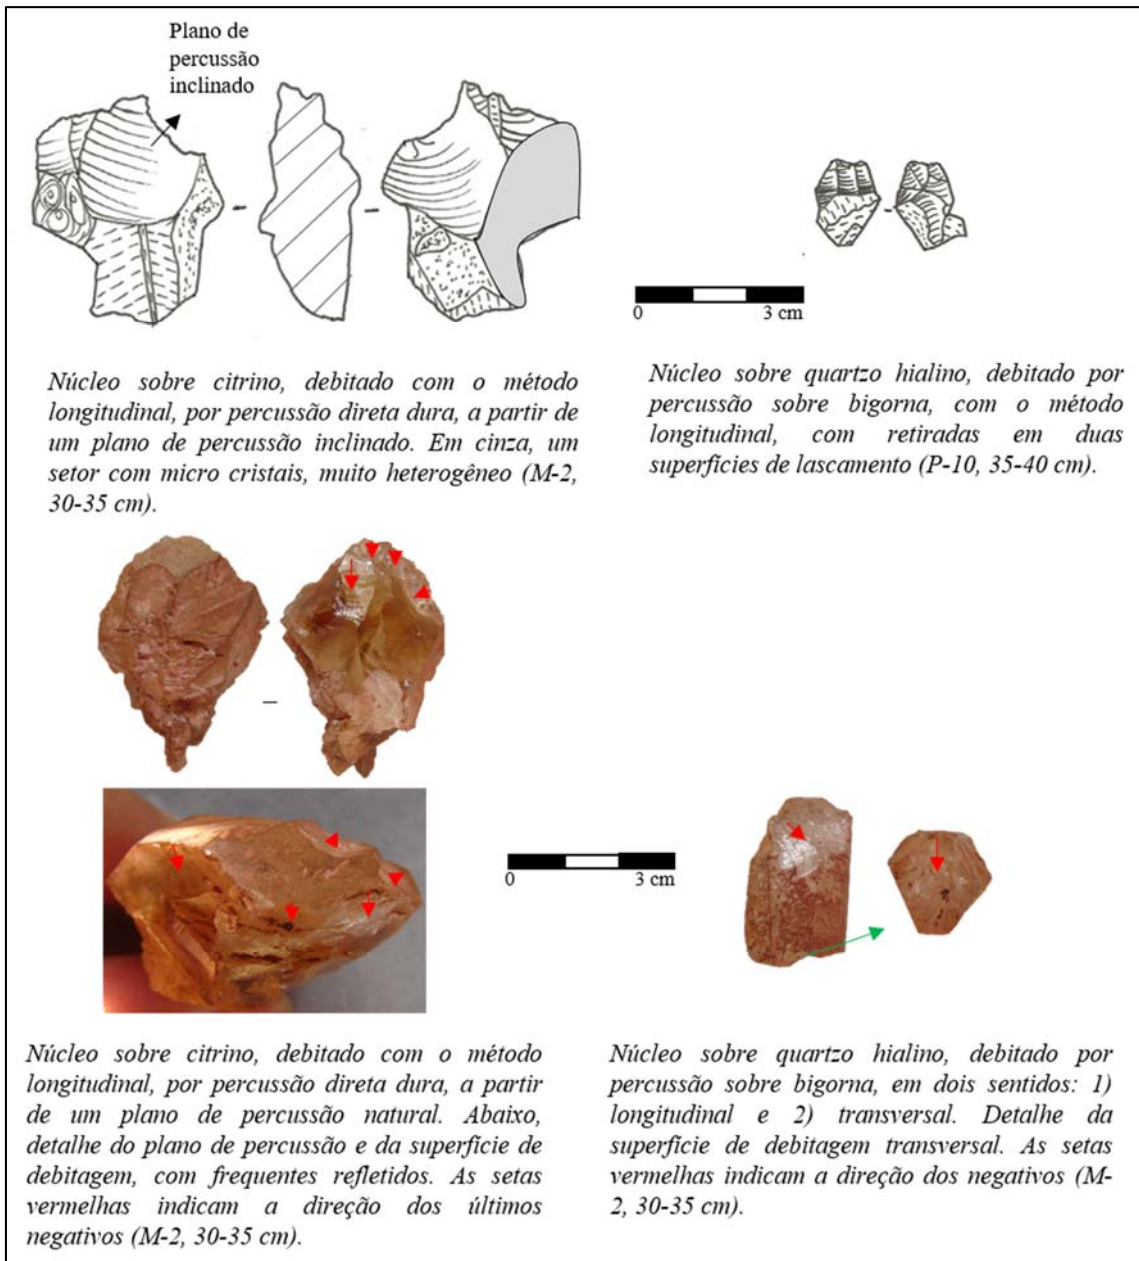 Plano de
percussão
inclinado
0 3 cm
Núcleo sobre citrino, debitado com o método
longitudinal, por percussão direta dura, a partir de
um plano de percussão inclinado. Em cinza, um
setor com micro cristais, muito heterogêneo (M-2,
30-35 cm).
Núcleo sobre quartzo hialino, debitado por
percussão sobre bigorna, com o método
longitudinal, com retiradas em duas
superfícies de lascamento (P-10, 35-40 cm).
0 3 cm
Núcleo sobre citrino, debitado com o método
longitudinal, por percussão direta dura, a partir
de um plano de percussão natural. Abaixo,
detalhe do plano de percussão e da superfície de
debitagem, com frequentes refletidos. As setas
vermelhas indicam a direção dos últimos
negativos (M-2, 30-35 cm).
Núcleo sobre quartzo hialino, debitado por
percussão sobre bigorna, em dois sentidos: 1)
longitudinal e 2) transversal. Detalhe da
superfície de debitagem transversal. As setas
vermelhas indicam a direção dos negativos (M-
2, 30-35 cm).